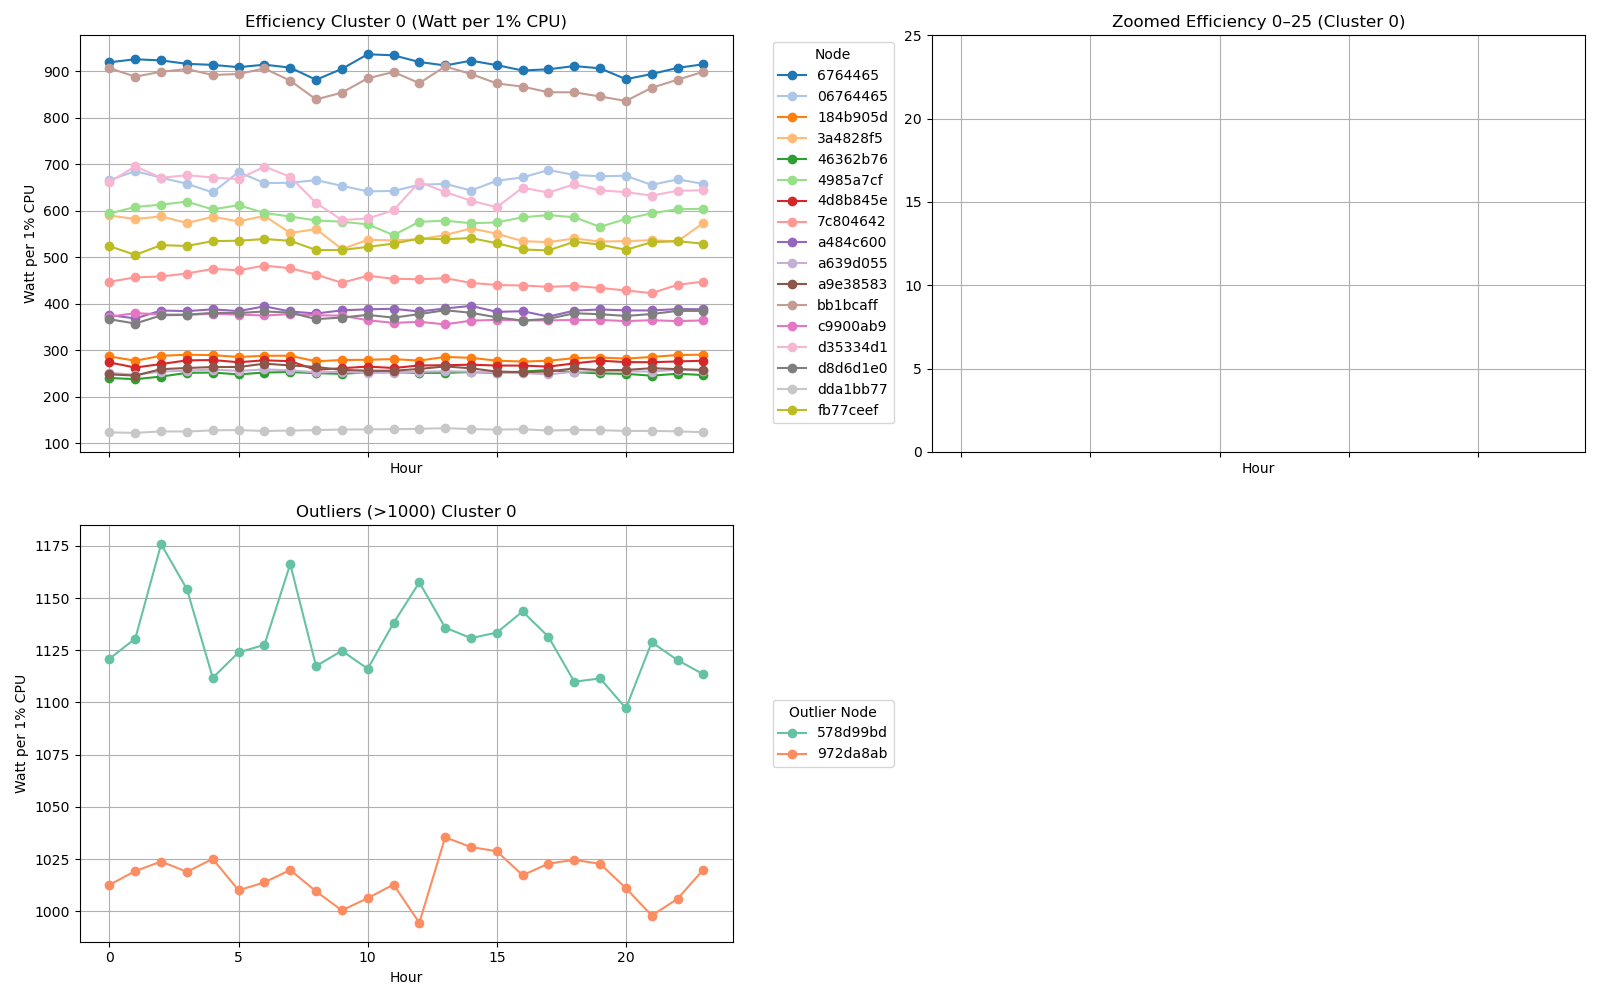 Efficiency Cluster 0 (Watt per 1% CPU)
Watt per 1% CPU
900
800
700
600
500
400
300
200
100
Hour
Node
6764465
06764465
184b905d
3a4828f5
46362b76
4985a7cf
4d8b845e
7c804642
a484c600
a639d055
a9e38583
bb1bcaff
c9900ab9
d35334d1
d8d6d1e0
dda1bb77
fb77ceef
Zoomed Efficiency 0–25 (Cluster 0)
25
20
15
10
5
0
Hour
Outliers (>1000) Cluster 0
Watt per 1% CPU
1175
1150
1125
1100
1075
1050
1025
1000
0 5 10 15 20
Hour
Outlier Node
578d99bd
972da8ab